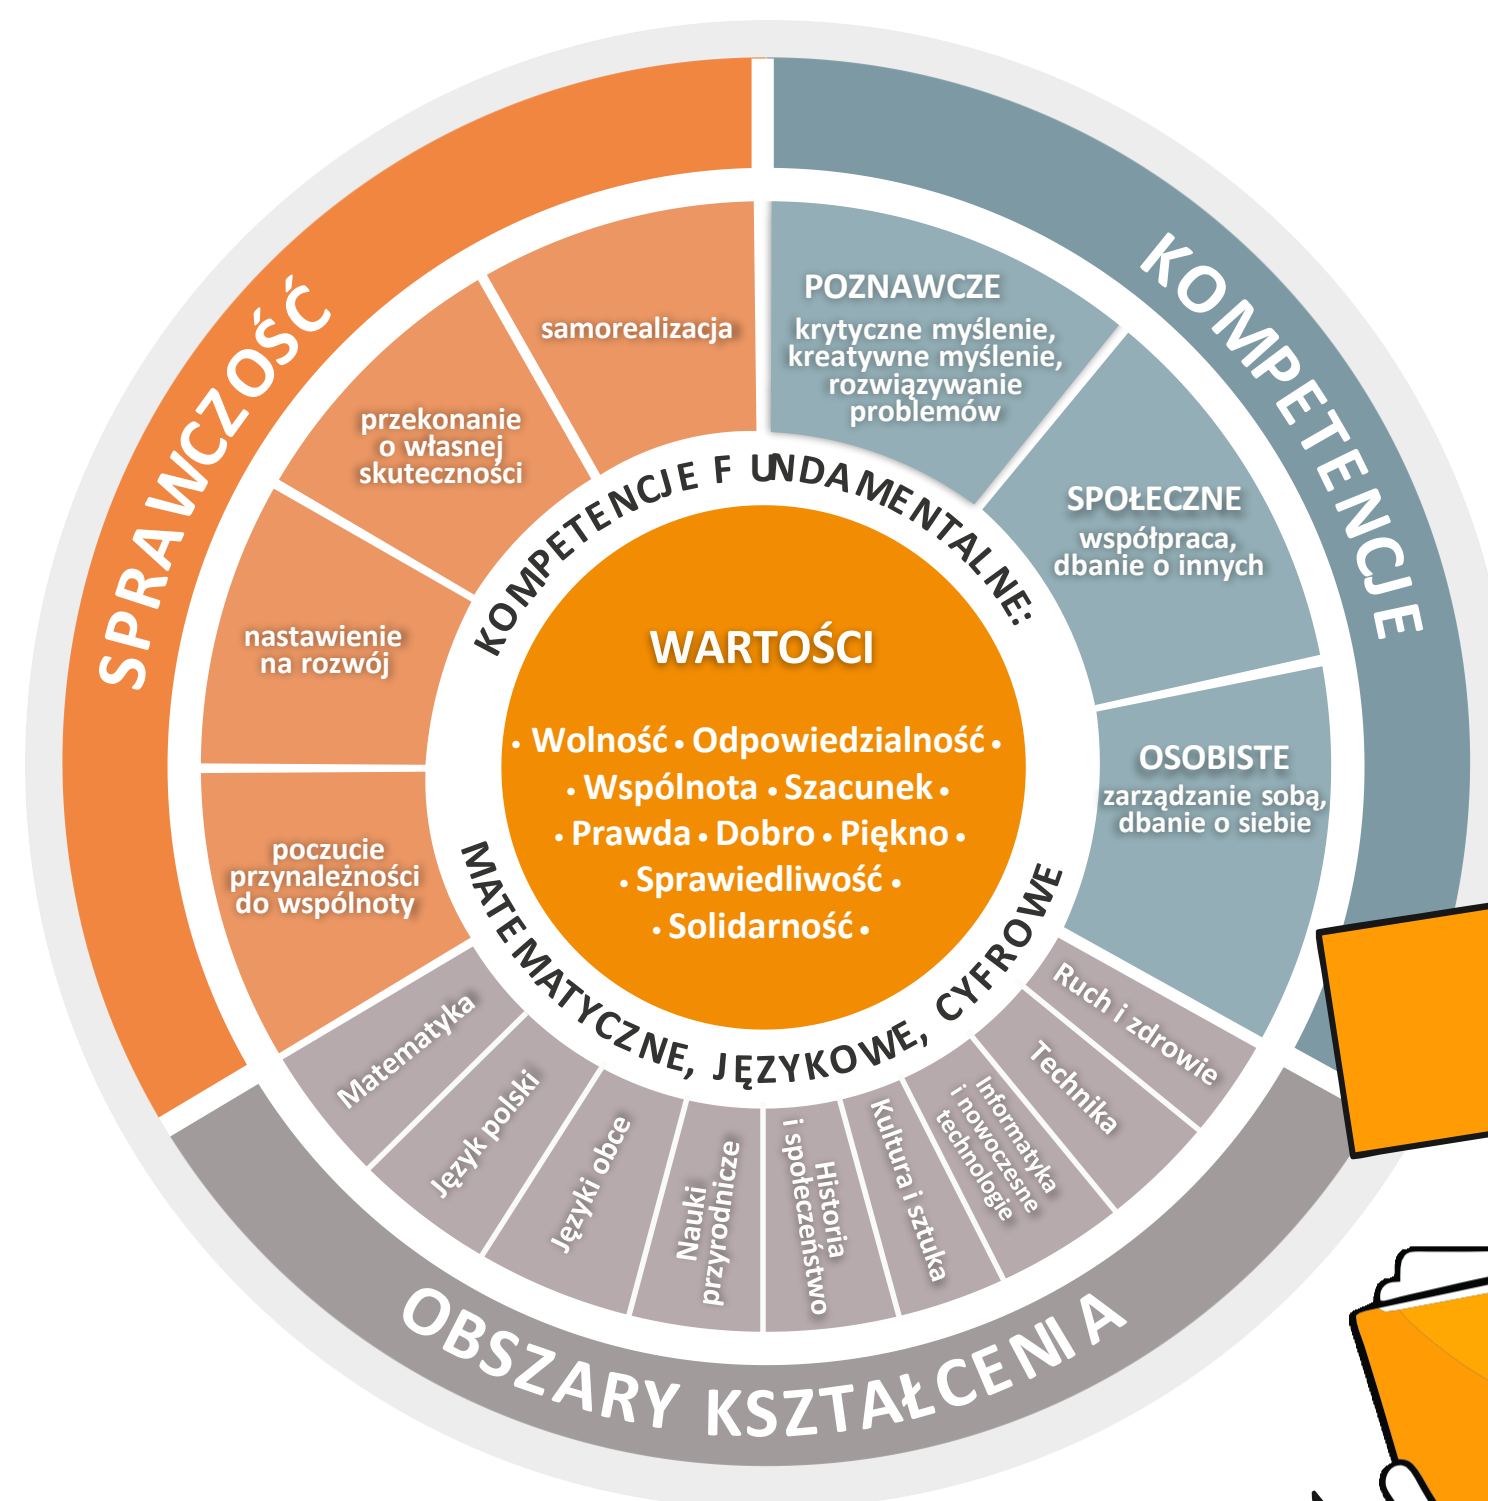 SPRAWCZOŚĆ
samorealizacja
przekonanie
o własnej
skuteczności
nastawienie
na rozwój
poczucie
przynależności
do wspólnoty
KOMPETENCJE
POZNAWCZE
krytyczne myślenie,
kreatywne myślenie,
rozwiązywanie
problemów
SPOŁECZNE
współpraca,
dbanie o innych
OSOBISTE
zarządzanie sobą,
dbanie o siebie
KOMPETENCJE FUNDAMENTALNE:
MATEMATYCZNE, JĘZYKOWE, CYFROWE
WARTOŚCI
• Wolność • Odpowiedzialność •
• Wspólnota • Szacunek •
• Prawda • Dobro • Piękno •
• Sprawiedliwość •
• Solidarność •
Matematyka
Język polski
Języki obce
Nauki
przyrodnicze
Historia
i społeczeństwo
Kultura i sztuka
Informatyka
i nowoczesne
technologie
Technika
Ruch i zdrowie
OBSZARY KSZTAŁCENIA